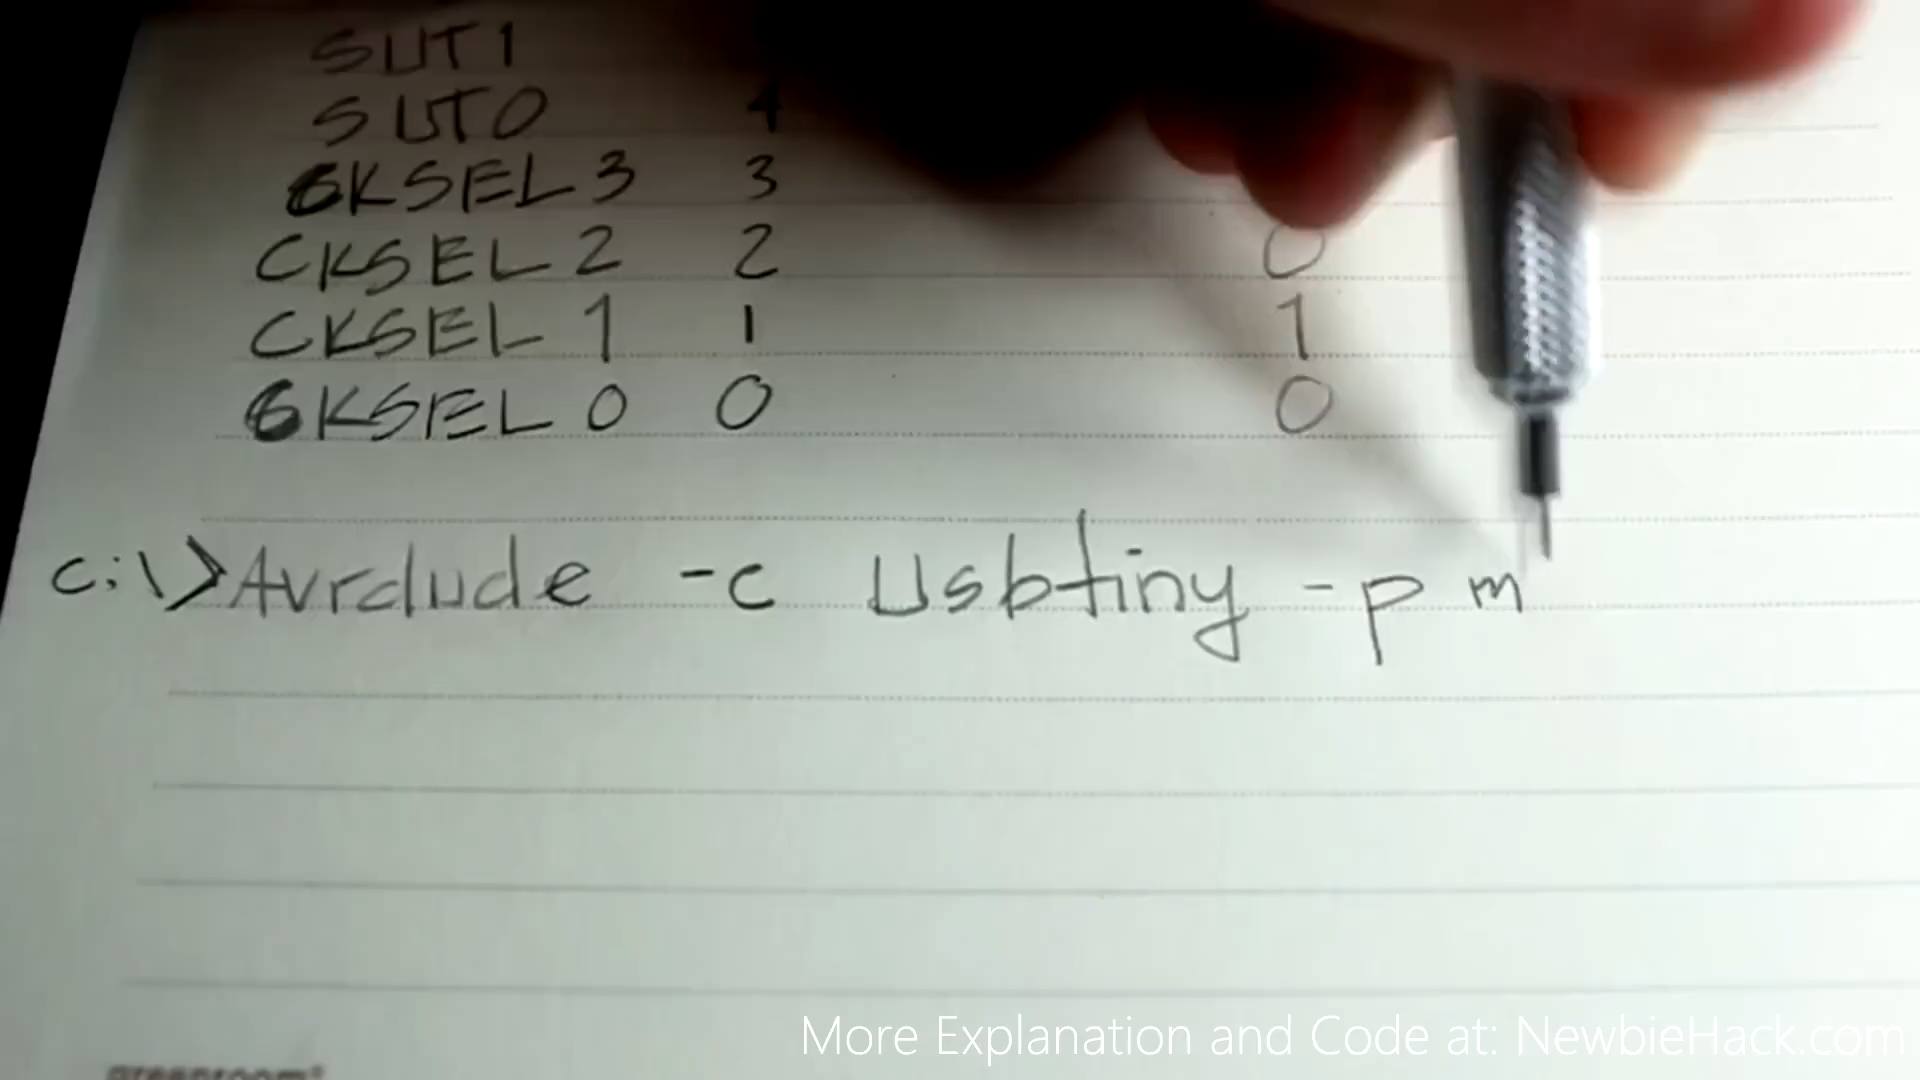 SUT1
SUT0 4
CKSEL3 3
CKSEL2 2 0
CKSEL1 1 1
CKSEL0 0 0
C:\>Avrdude -c Usbtiny -p m
More Explanation and Code at: NewbieHack.com
greenroom®